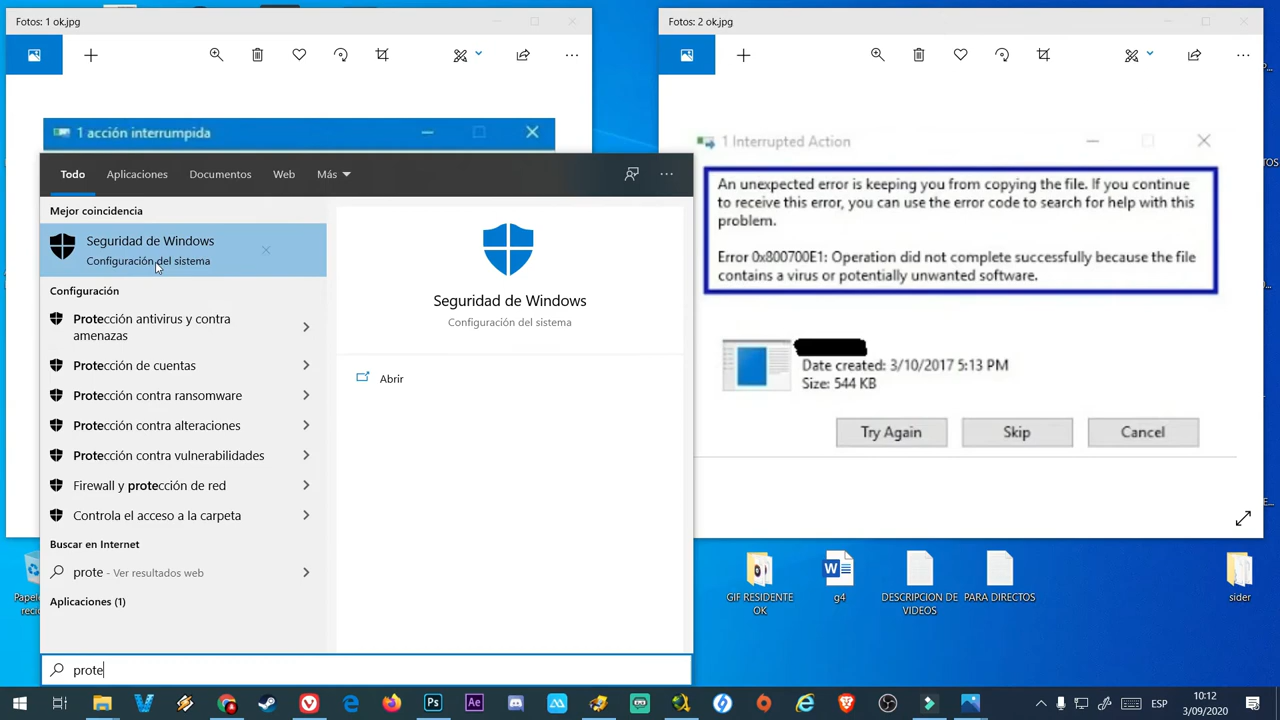 Fotos: 1 ok.jpg
Fotos: 2 ok.jpg
1 acción interrumpida
Todo
Aplicaciones
Documentos
Web
Más
Mejor coincidencia
Seguridad de Windows
Configuración del sistema
Configuración
Protección antivirus y contra
amenazas
Protección de cuentas
Protección contra ransomware
Protección contra alteraciones
Protección contra vulnerabilidades
Firewall y protección de red
Controla el acceso a la carpeta
Buscar en Internet
prote - Ver resultados web
Aplicaciones (1)
prote
Seguridad de Windows
Configuración del sistema
Abrir
1 Interrupted Action
An unexpected error is keeping you from copying the file. If you continue
to receive this error, you can use the error code to search for help with this
problem.
Error 0x800700E1: Operation did not complete successfully because the file
contains a virus or potentially unwanted software.
Date created: 3/10/2017 5:13 PM
Size: 544 KB
Try Again
Skip
Cancel
GIF RESIDENTE
OK
g4
DESCRIPCION DE
VIDEOS
PARA DIRECTOS
sider
ESP
10:12
3/09/2020